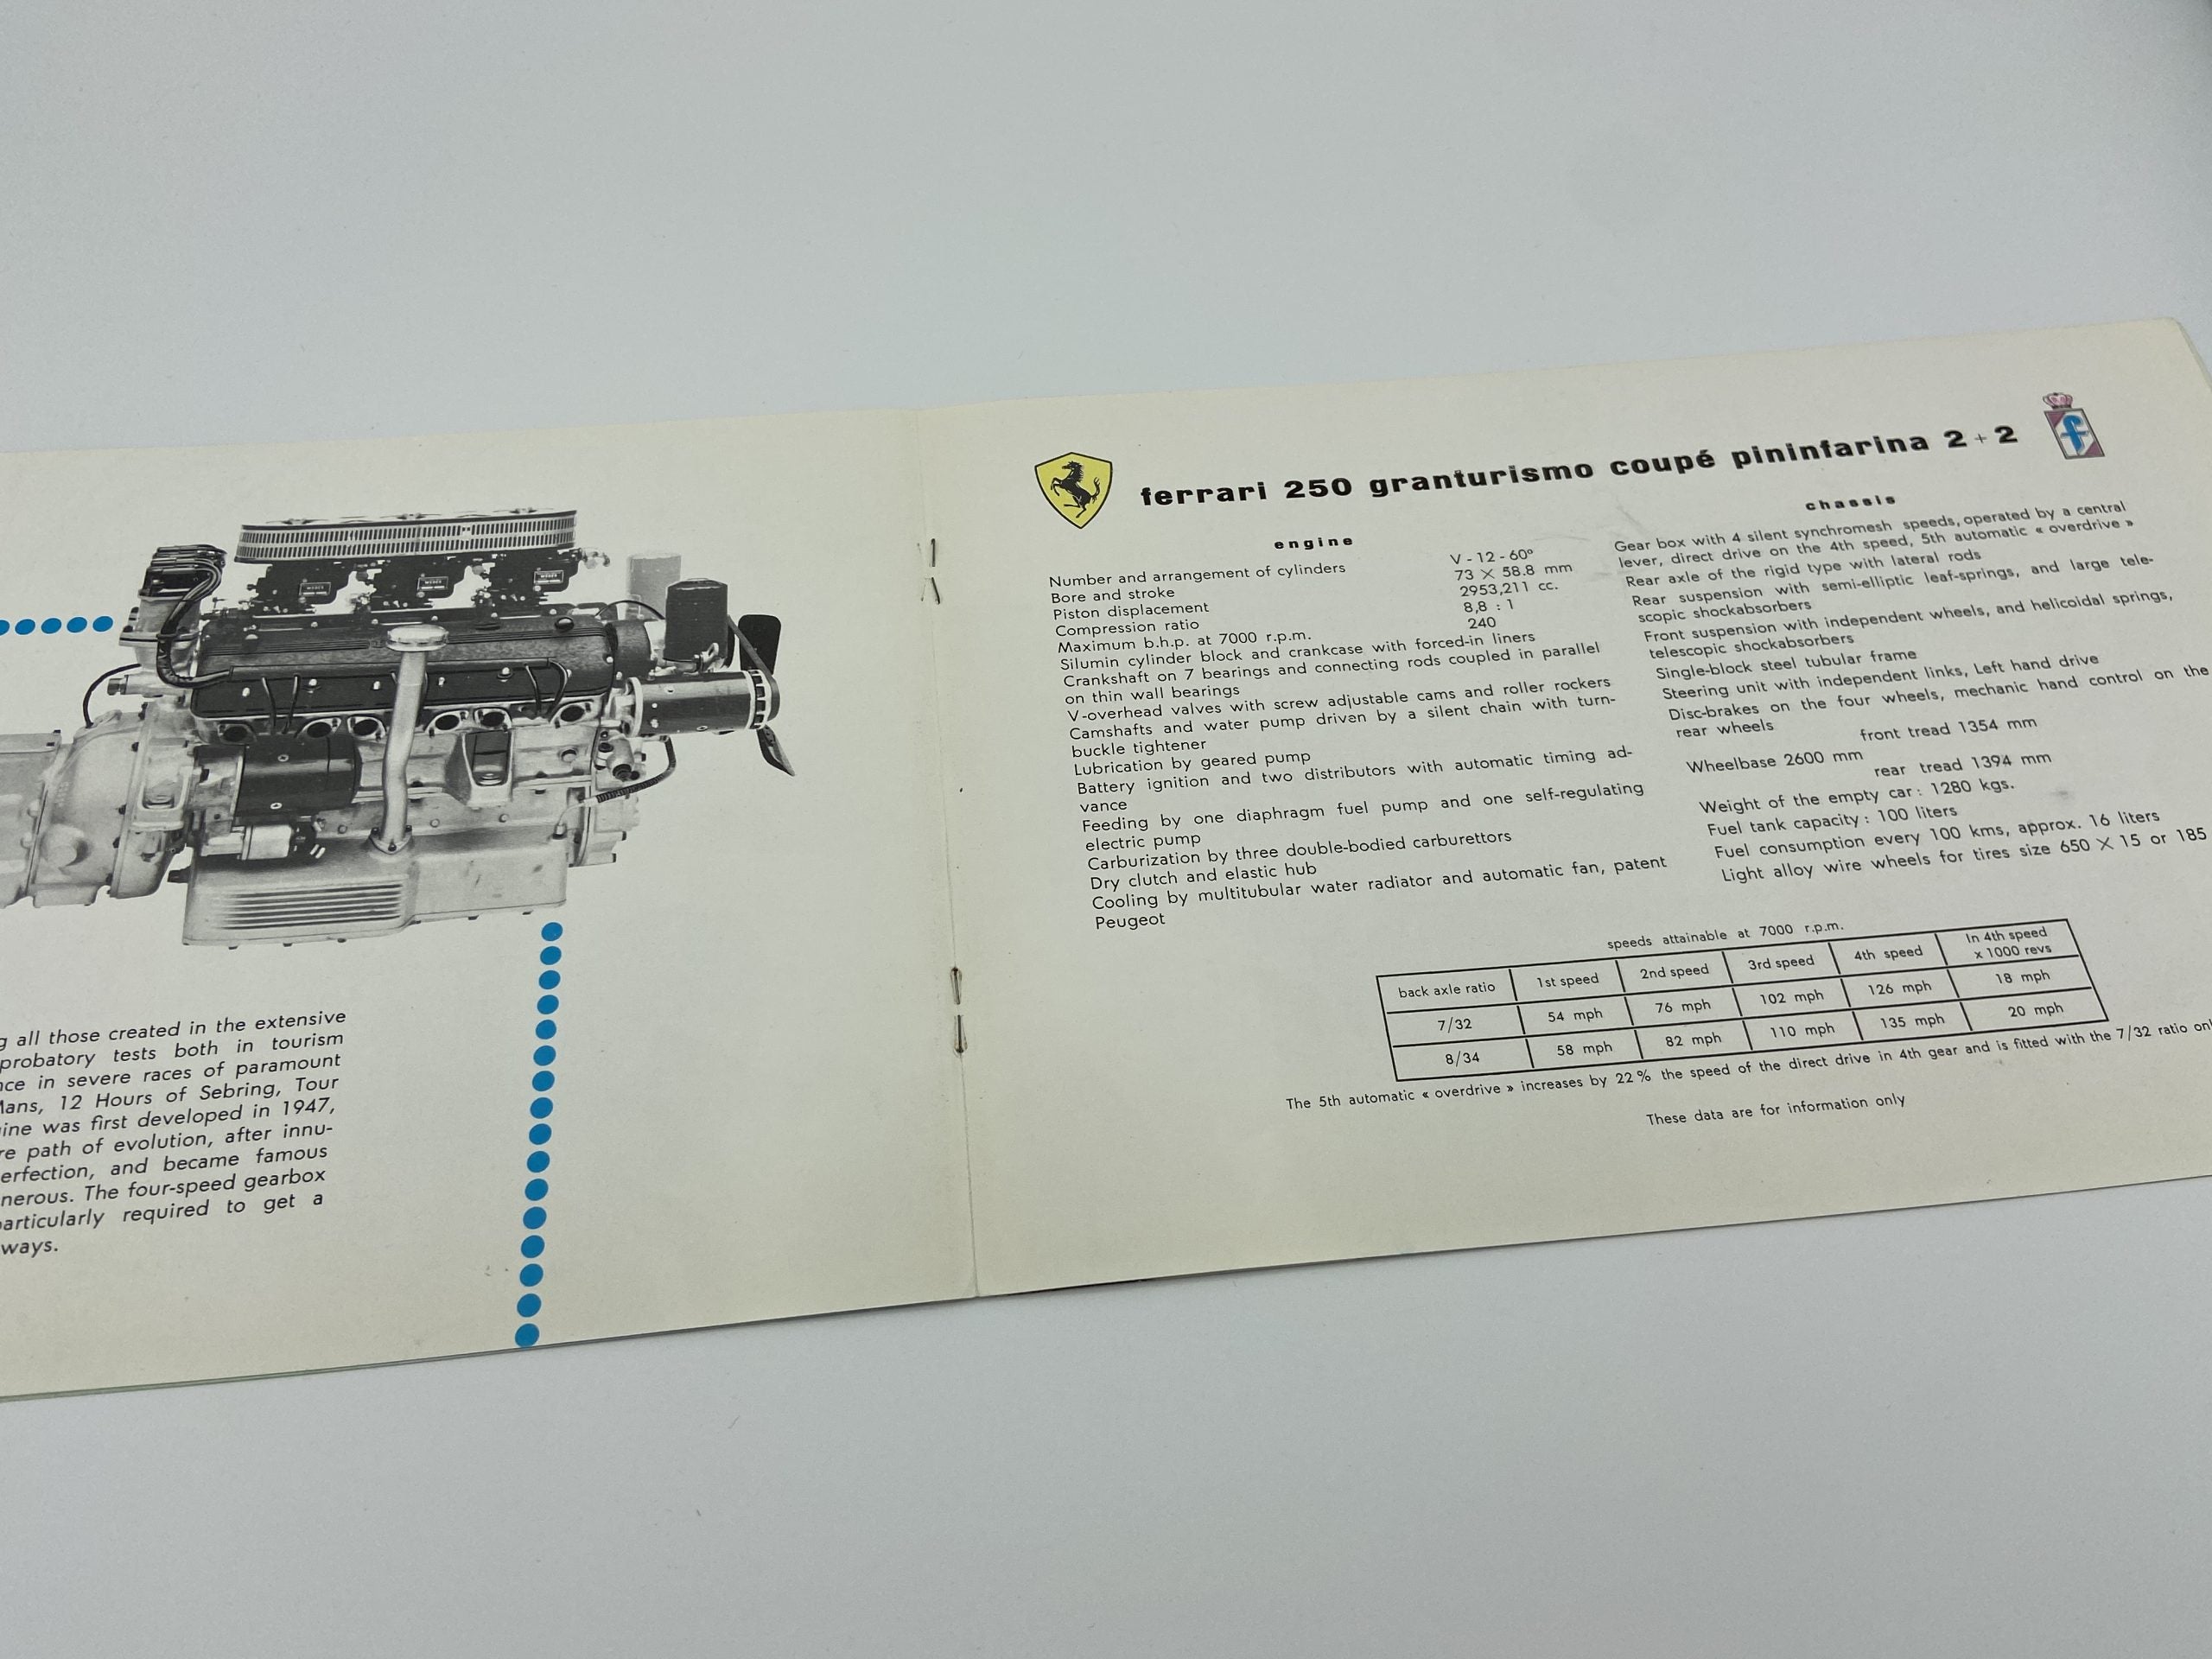 all those created in the extensive
probatory tests both in tourism
in severe races of paramount
12 Hours of Sebring, Tour
was first developed in 1947,
path of evolution, after innu-
and became famous
The four-speed gearbox
required to get a
ways.
ferrari 250 granturismo coupé pininfarina 2+2
f
engine
Number and arrangement of cylinders V - 12 - 60°
Bore and stroke 73 X 58.8 mm
Piston displacement 2953,211 cc.
Compression ratio 8,8 : 1
Maximum b.h.p. at 7000 r.p.m. 240
Silumin cylinder block and crankcase with forced-in liners
Crankshaft on 7 bearings and connecting rods coupled in parallel
on thin wall bearings
V-overhead valves with screw adjustable cams and roller rockers
Camshafts and water pump driven by a silent chain with turn-
buckle tightener
Lubrication by geared pump
Battery ignition and two distributors with automatic timing ad-
vance
Feeding by one diaphragm fuel pump and one self-regulating
electric pump
Carburization by three double-bodied carburettors
Dry clutch and elastic hub
Cooling by multitubular water radiator and automatic fan, patent
Peugeot
chassis
Gear box with 4 silent synchromesh speeds, operated by a central
lever, direct drive on the 4th speed, 5th automatic « overdrive »
Rear axle of the rigid type with lateral rods
Rear suspension with semi-elliptic leaf-springs, and large tele-
scopic shockabsorbers
Front suspension with independent wheels, and helicoidal springs,
telescopic shockabsorbers
Single-block steel tubular frame
Steering unit with independent links, Left hand drive
Disc-brakes on the four wheels, mechanic hand control on the
rear wheels
front tread 1354 mm
Wheelbase 2600 mm
rear tread 1394 mm
Weight of the empty car : 1280 kgs.
Fuel tank capacity : 100 liters
Fuel consumption every 100 kms, approx. 16 liters
Light alloy wire wheels for tires size 650 X 15 or 185
speeds attainable at 7000 r.p.m.
back axle ratio 1st speed 2nd speed 3rd speed 4th speed In 4th speed x 1000 revs
7/32 54 mph 76 mph 102 mph 126 mph 18 mph
8/34 58 mph 82 mph 110 mph 135 mph 20 mph
The 5th automatic « overdrive » increases by 22 % the speed of the direct drive in 4th gear and is fitted with the 7/32 ratio
These data are for information only